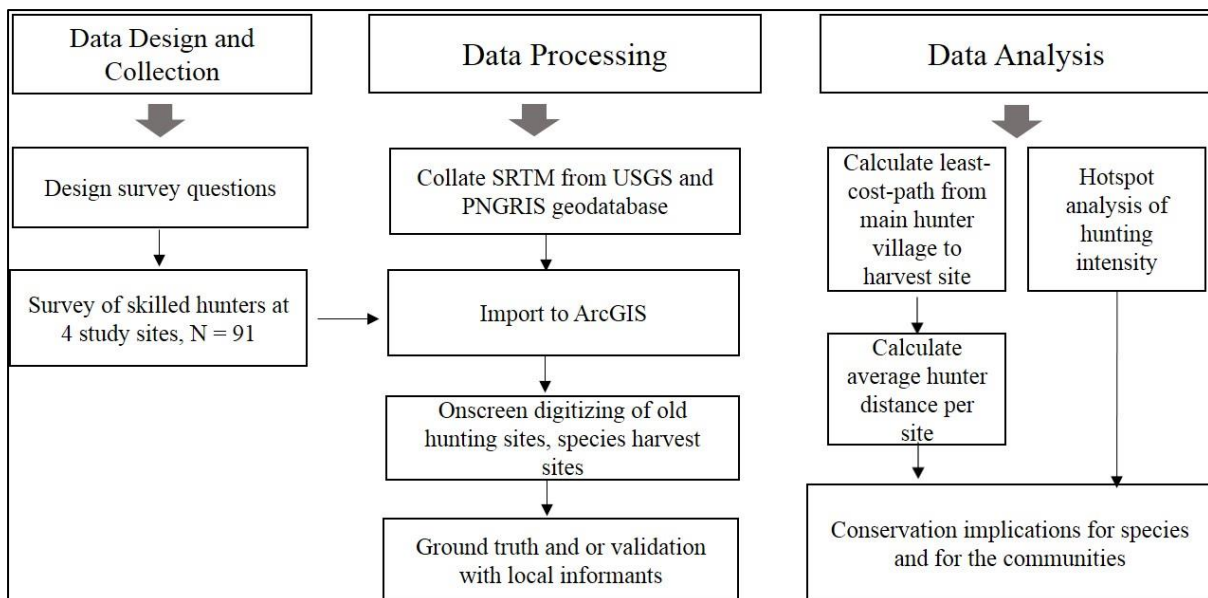 Data Design and
Collection
Design survey questions
Survey of skilled hunters at
4 study sites, N = 91
Data Processing
Collate SRTM from USGS and
PNGRIS geodatabase
Import to ArcGIS
Onscreen digitizing of old
hunting sites, species harvest
sites
Ground truth and or validation
with local informants
Data Analysis
Calculate least-
cost-path from
main hunter
village to
harvest site
Calculate
average hunter
distance per
site
Hotspot
analysis of
hunting
intensity
Conservation implications for species
and for the communities